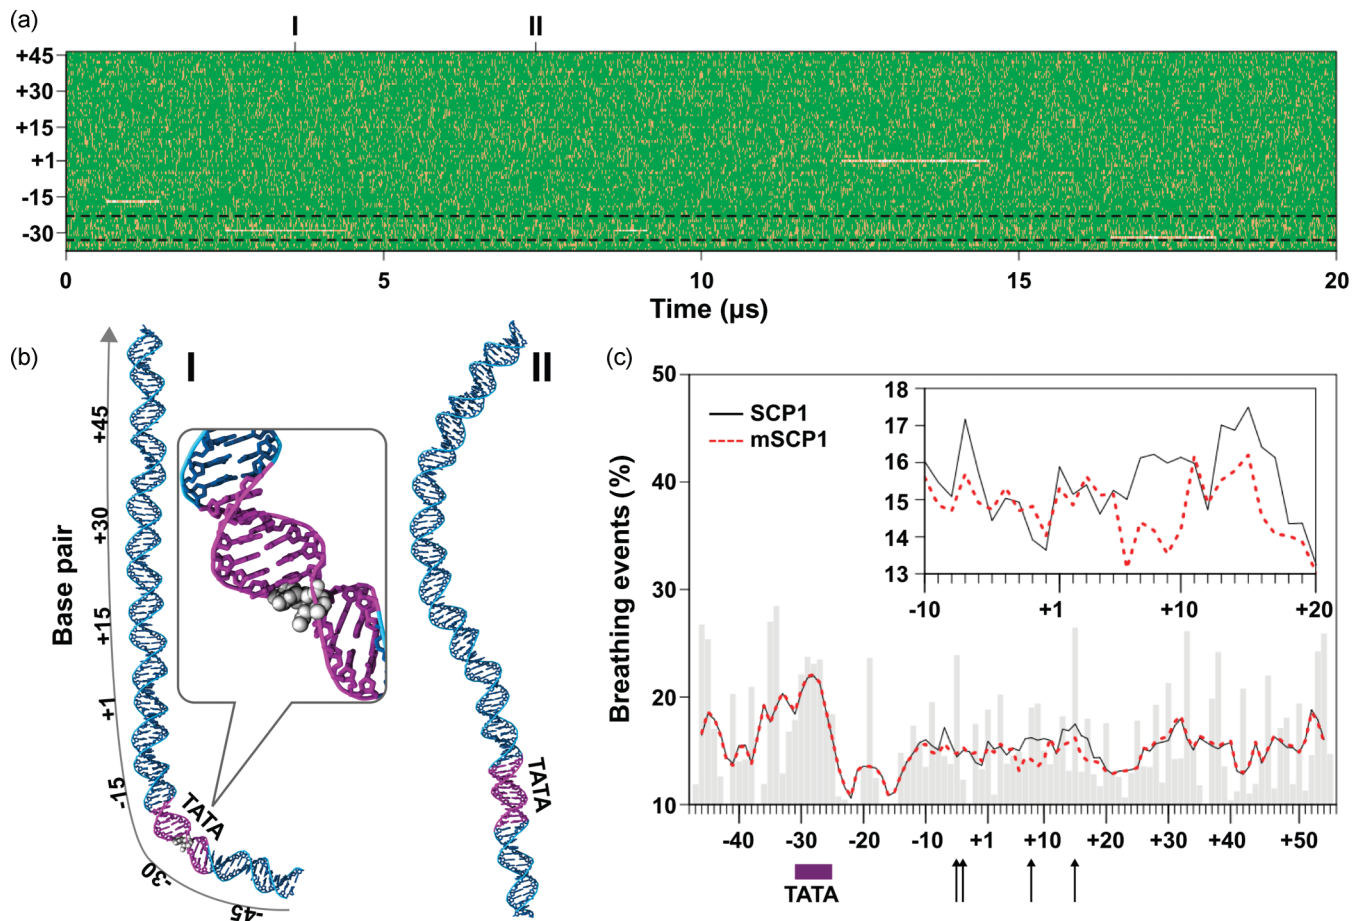 (a)
I
II
+45
+30
+15
+1
-15
-30
0
5
10
15
20
Time (µs)
(b)
I
II
Base pair
+45
+30
+15
+1
-15
-30
-45
TATA
TATA
(c)
50
40
30
20
10
Breathing events (%)
SCP1
mSCP1
18
17
16
15
14
13
-10
+1
+10
+20
-40
-30
-20
-10
+1
+10
+20
+30
+40
+50
TATA